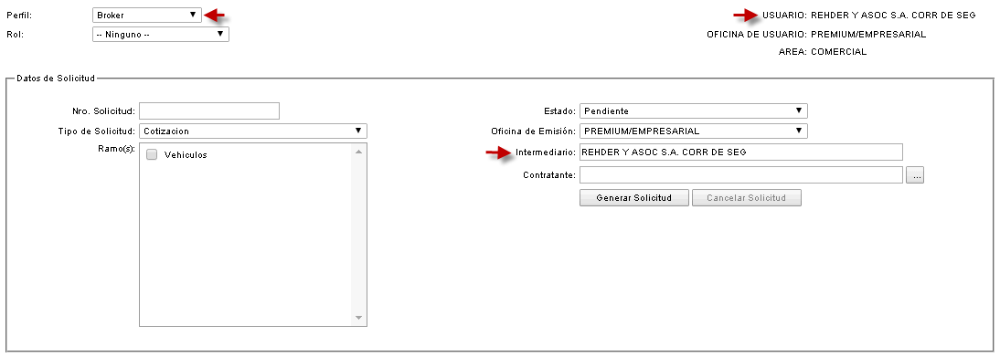 Perfil: Broker
USUARIO: REHDER Y ASOC S.A. CORR DE SEG
Rol: -- Ninguno --
OFICINA DE USUARIO: PREMIUM/EMPRESARIAL
AREA: COMERCIAL
Datos de Solicitud
Nro. Solicitud:
Estado: Pendiente
Tipo de Solicitud: Cotizacion
Oficina de Emisión: PREMIUM/EMPRESARIAL
Ramo(s): Vehiculos
Intermediario: REHDER Y ASOC S.A. CORR DE SEG
Contratante: ...
Generar Solicitud Cancelar Solicitud